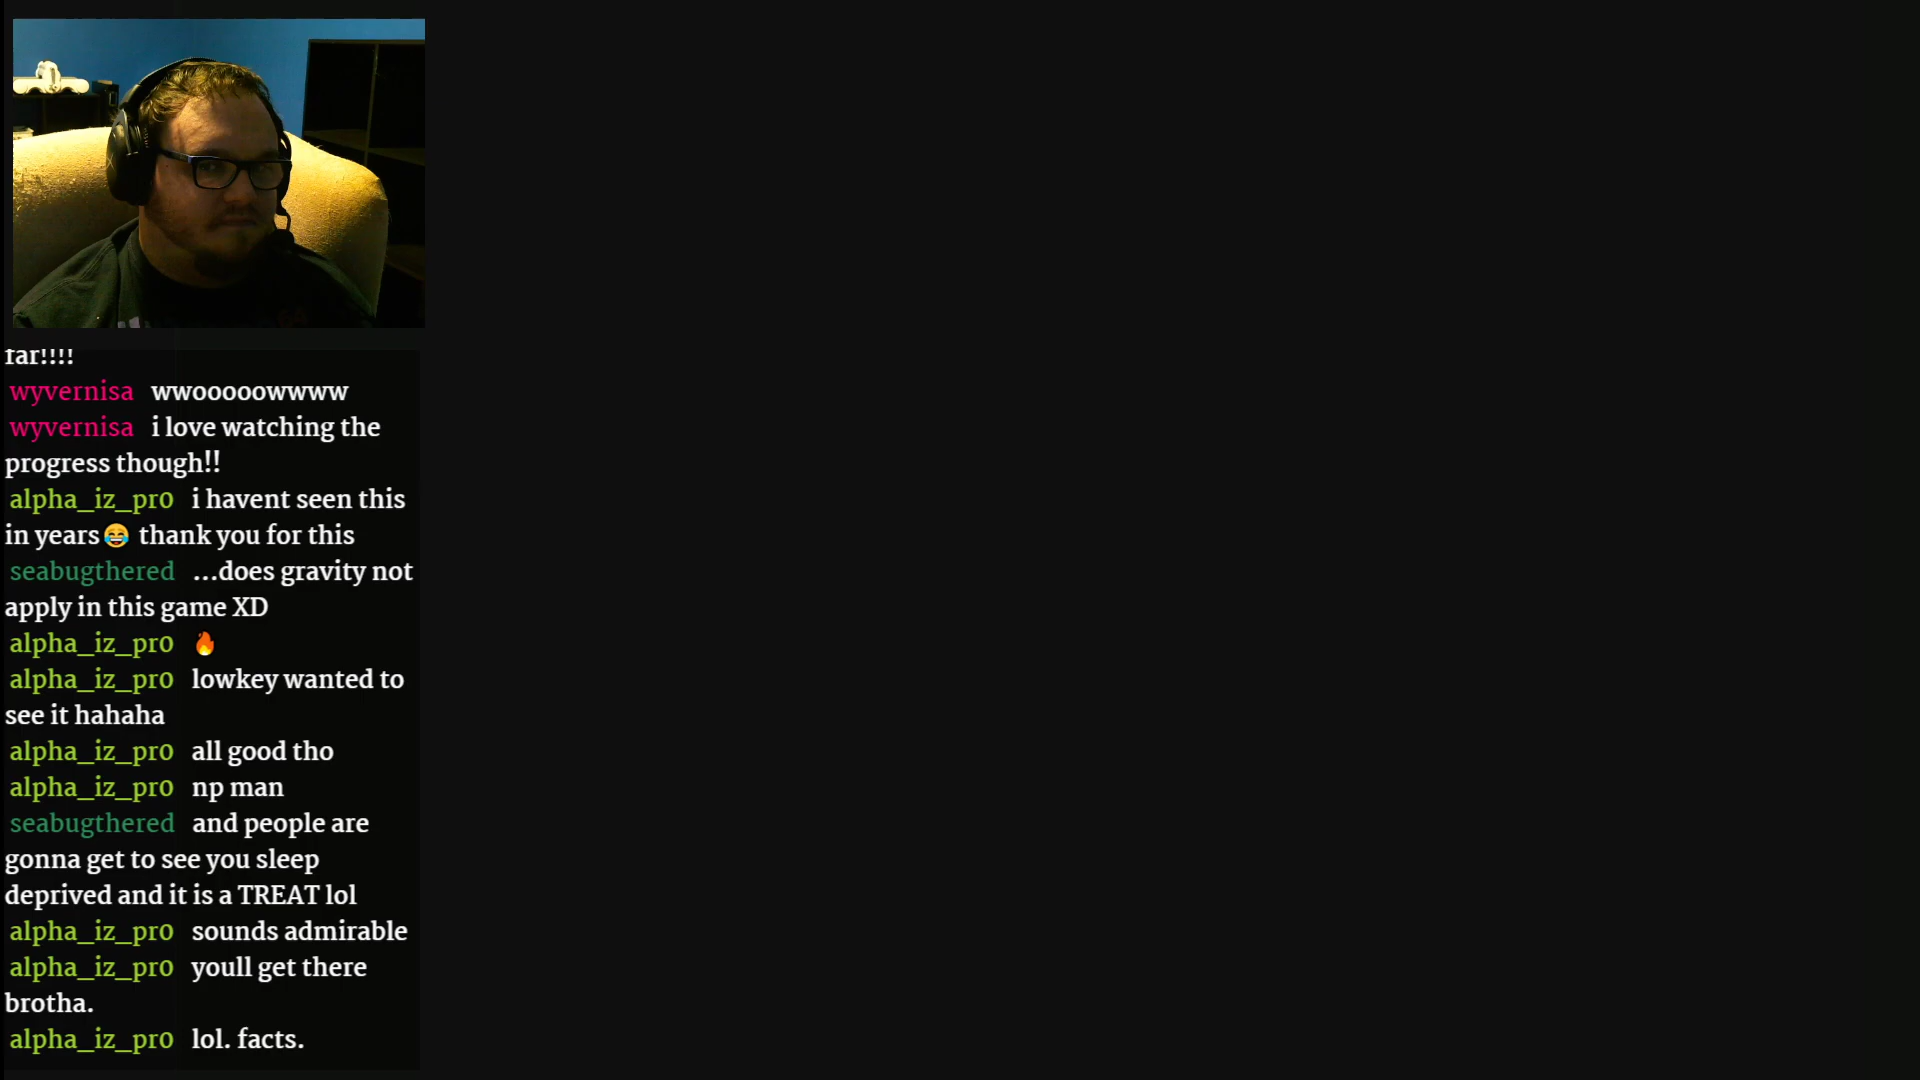 far!!!!
wyvernisa wwooooowwww
wyvernisa i love watching the
progress though!!
alpha_iz_pr0 i havent seen this
in years😂 thank you for this
seabugthered ...does gravity not
apply in this game XD
alpha_iz_pr0 🔥
alpha_iz_pr0 lowkey wanted to
see it hahaha
alpha_iz_pr0 all good tho
alpha_iz_pr0 np man
seabugthered and people are
gonna get to see you sleep
deprived and it is a TREAT lol
alpha_iz_pr0 sounds admirable
alpha_iz_pr0 youll get there
brotha.
alpha_iz_pr0 lol. facts.